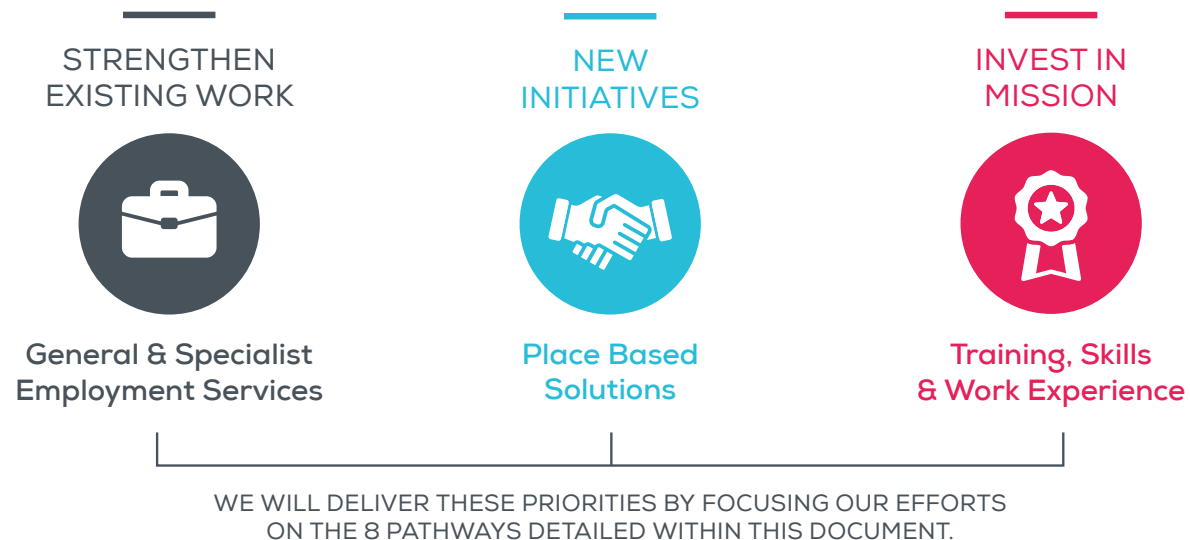 STRENGTHEN
EXISTING WORK
General & Specialist
Employment Services
NEW
INITIATIVES
Place Based
Solutions
INVEST IN
MISSION
Training, Skills
& Work Experience
WE WILL DELIVER THESE PRIORITIES BY FOCUSING OUR EFFORTS
ON THE 8 PATHWAYS DETAILED WITHIN THIS DOCUMENT.